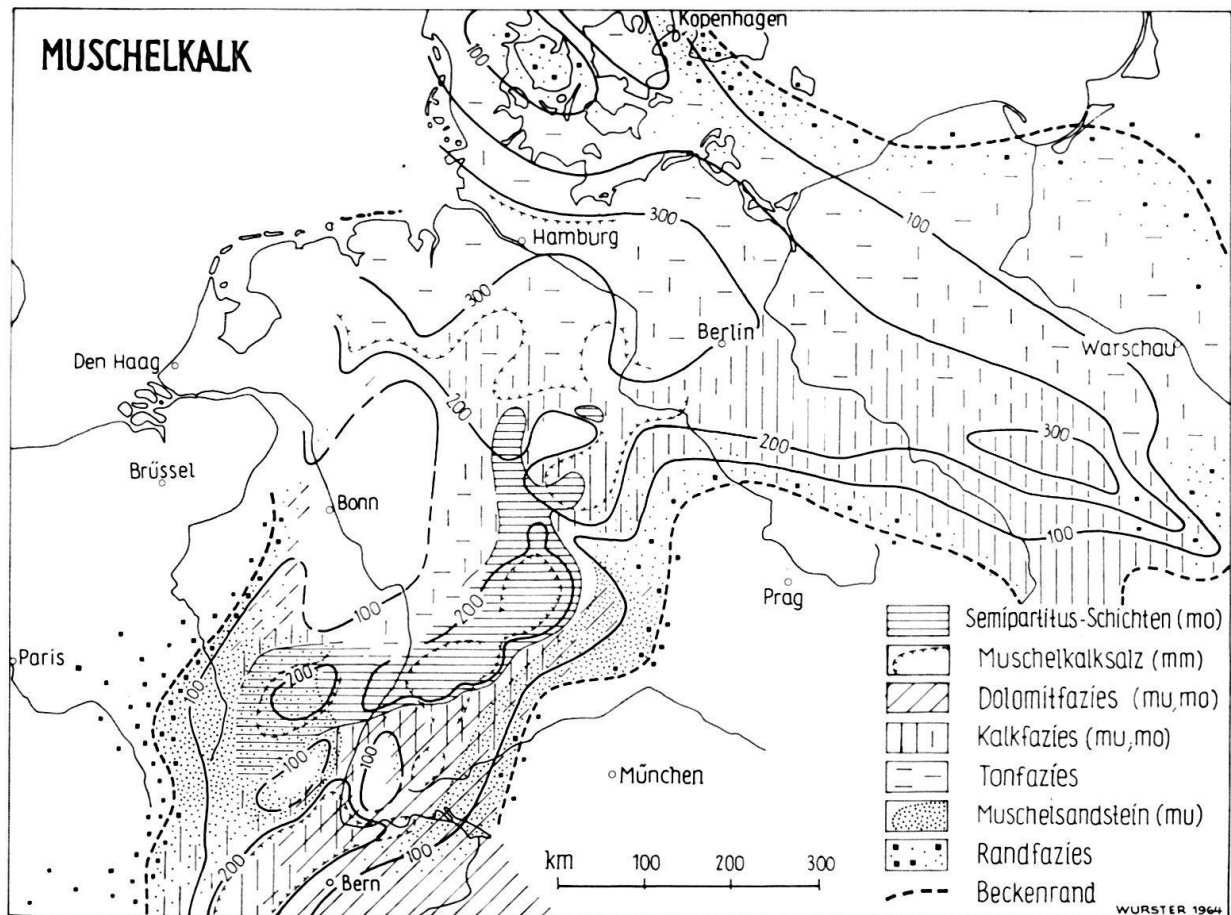 MUSCHELKALK
Kopenhagen
100
100
300
Hamburg
300
Berlin
Warschau
Den Haag
200
300
200
Brüssel
Bonn
100
Prag
100
200
Paris
200
100
100
100
München
200
100
Bern
Semipartitus-Schichten (mo)
Muschelkalksalz (mm)
Dolomitfazies (mu,mo)
Kalkfazies (mu,mo)
Tonfazies
Muschelsandstein (mu)
Randfazies
Beckenrand
km 100 200 300
WURSTER 1964